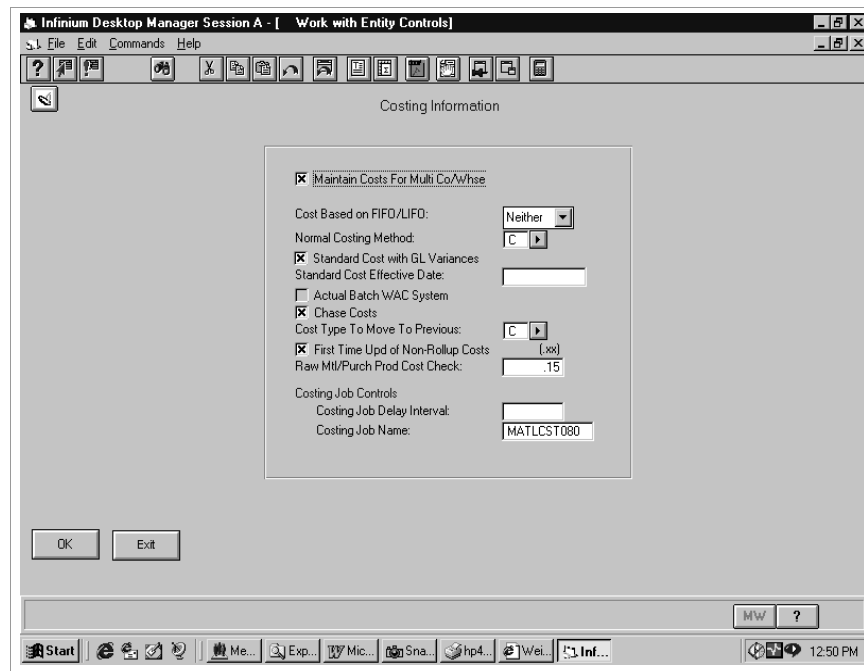 Infinium Desktop Manager Session A - [ Work with Entity Controls]
File Edit Commands Help
Costing Information
Maintain Costs For Multi Co/Whse
Cost Based on FIFO/LIFO: Neither
Normal Costing Method: C
Standard Cost with GL Variances
Standard Cost Effective Date:
Actual Batch WAC System
Chase Costs
Cost Type To Move To Previous: C
First Time Upd of Non-Rollup Costs (.xx)
Raw Mtl/Purch Prod Cost Check: .15
Costing Job Controls
Costing Job Delay Interval:
Costing Job Name: MATLCST080
OK Exit
MW ?
Start Me... Exp... Mic... Sna... hp4... Wei... Inf... 12:50 PM